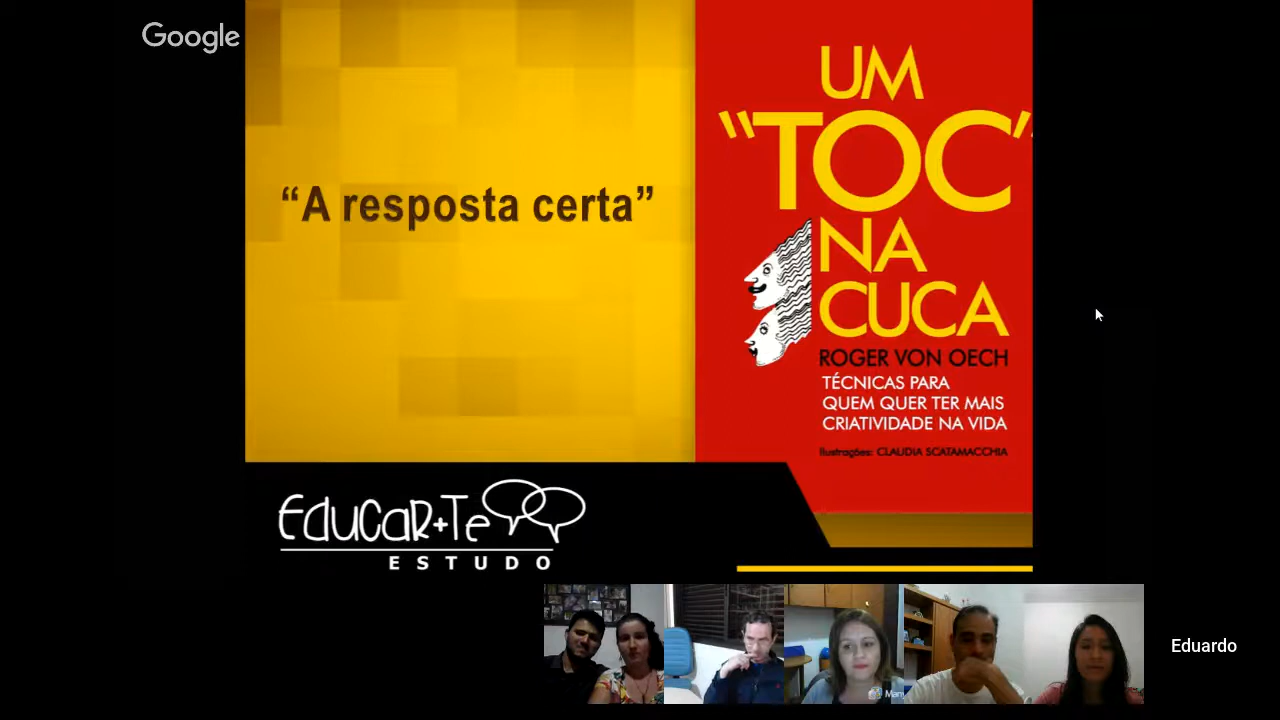 Google
“A resposta certa”
UM
“TOC”
NA
CUCA
ROGER VON OECH
TÉCNICAS PARA
QUEM QUER TER MAIS
CRIATIVIDADE NA VIDA
Ilustrações: CLAUDIA SCATAMACCHIA
EDUCAR+Te
ESTUDO
Eduardo